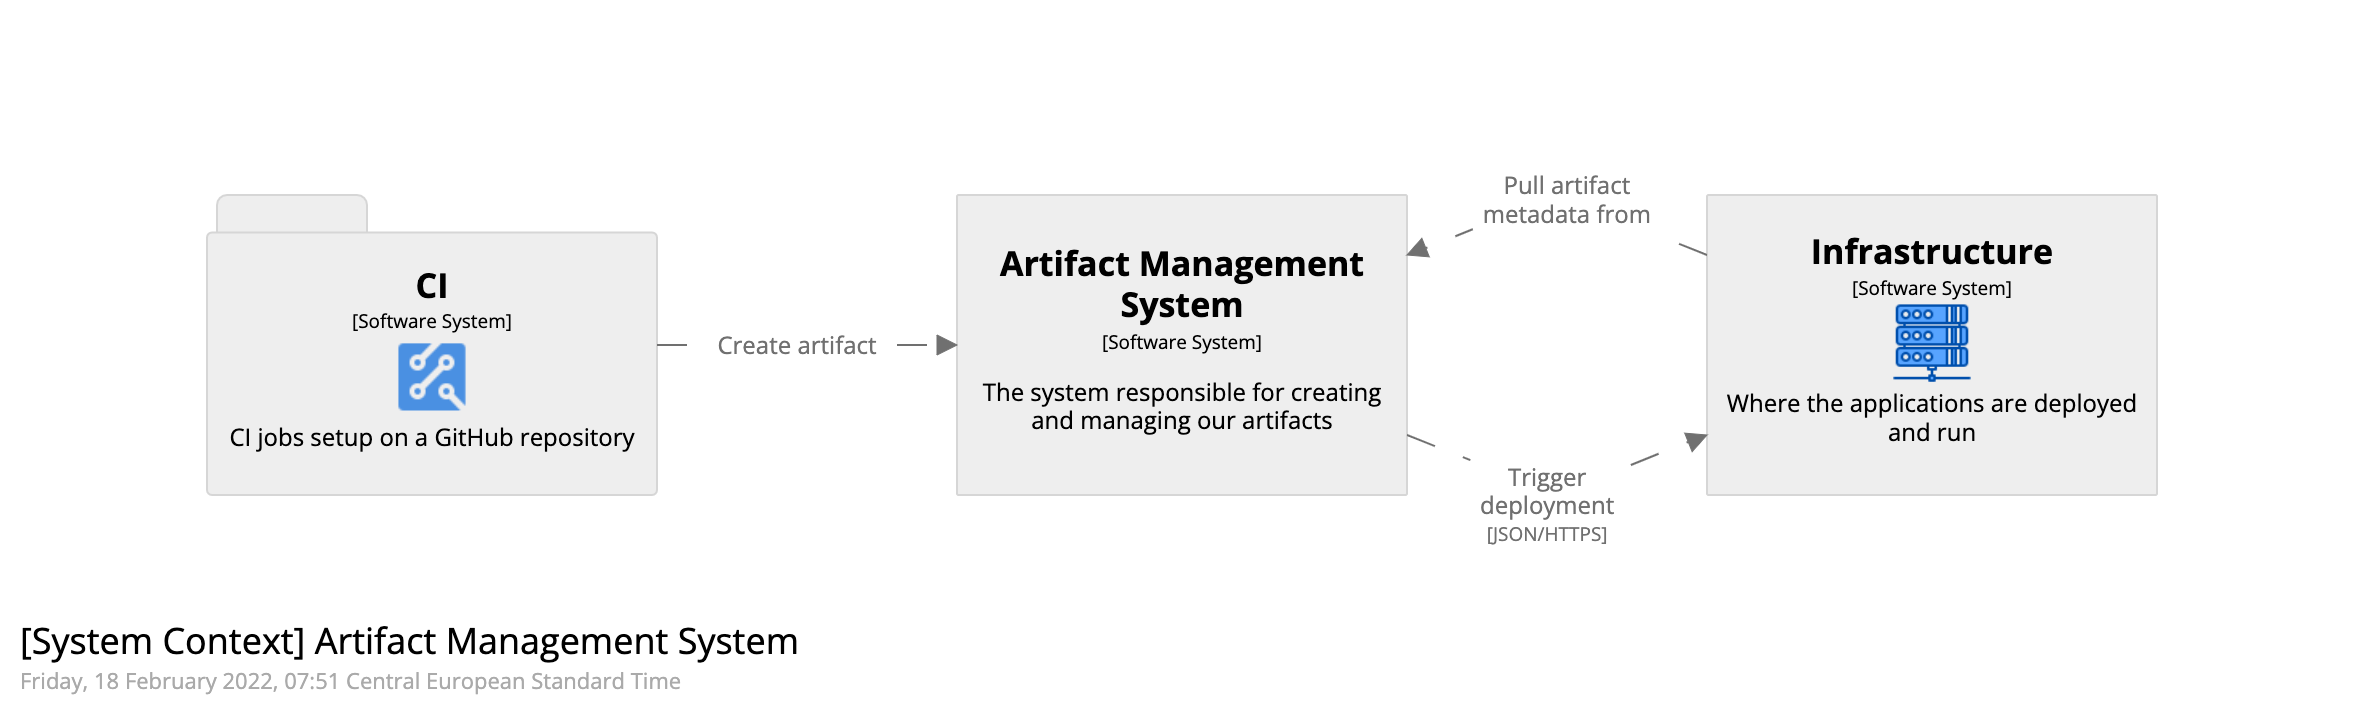 CI
[Software System]
CI jobs setup on a GitHub repository
Create artifact
Artifact Management
System
[Software System]
The system responsible for creating
and managing our artifacts
Pull artifact
metadata from
Trigger
deployment
[JSON/HTTPS]
Infrastructure
[Software System]
Where the applications are deployed
and run
[System Context] Artifact Management System
Friday, 18 February 2022, 07:51 Central European Standard Time